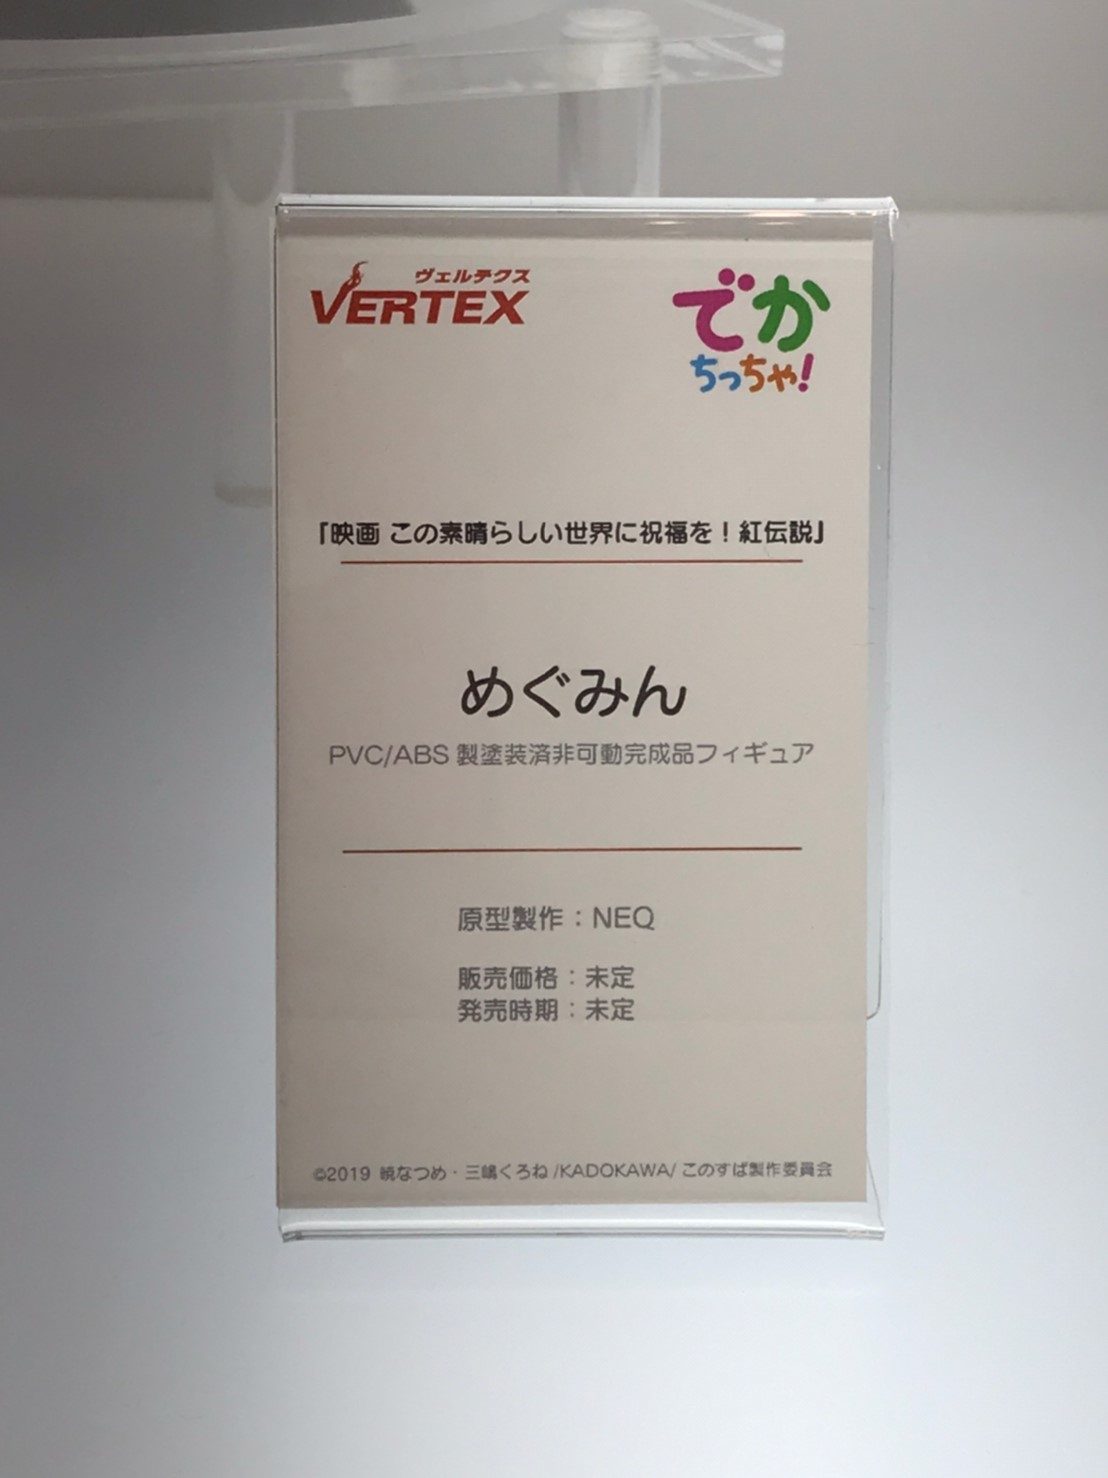 ヴェルテクス
VERTEX
でか
ちっちゃ!
「映画 この素晴らしい世界に祝福を！紅伝説」
めぐみん
PVC/ABS 製塗装済非可動完成品フィギュア
原型製作：NEQ
販売価格：未定
発売時期：未定
©2019 暁なつめ・三嶋くろね/KADOKAWA/このすば製作委員会